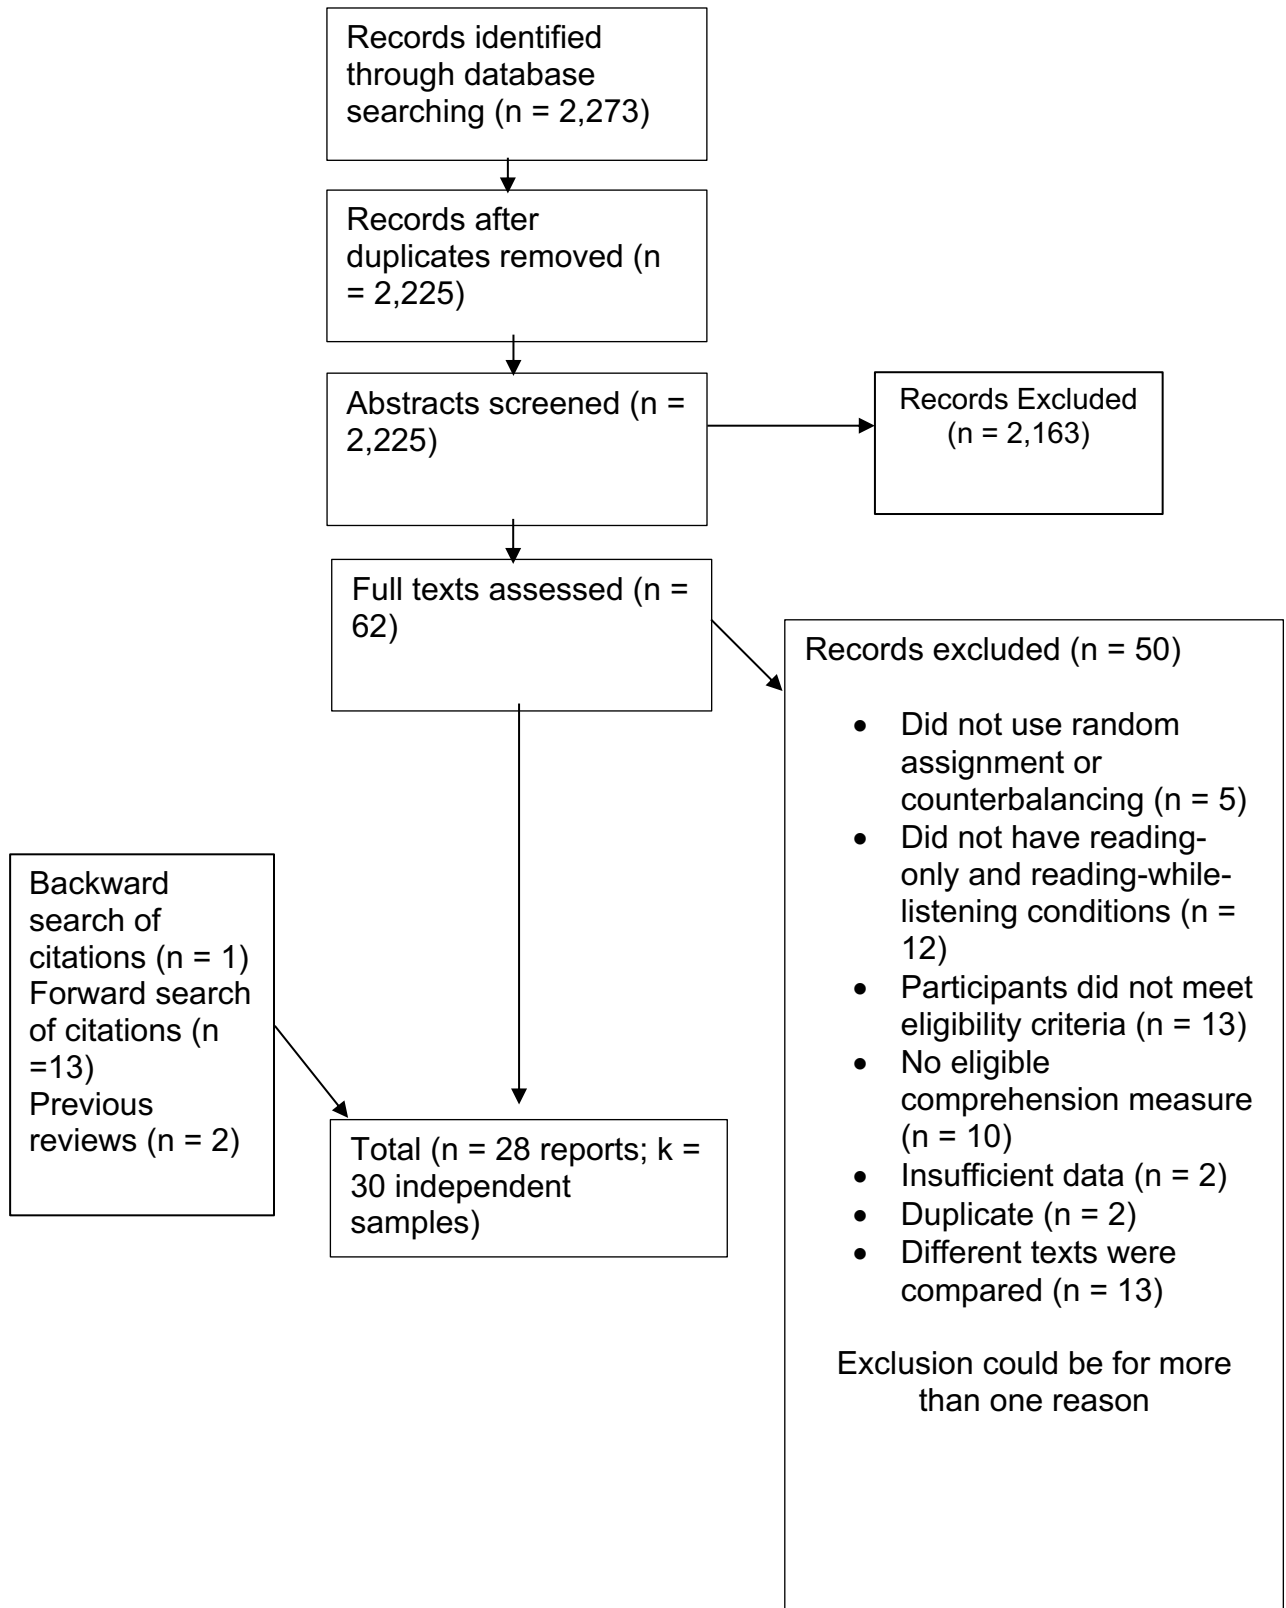 Records identified
through database
searching (n = 2,273)
Records after
duplicates removed (n
= 2,225)
Abstracts screened (n =
2,225)
Records Excluded
(n = 2,163)
Full texts assessed (n =
62)
Records excluded (n = 50)
• Did not use random
assignment or
counterbalancing (n = 5)
• Did not have reading-
only and reading-while-
listening conditions (n =
12)
• Participants did not meet
eligibility criteria (n = 13)
• No eligible
comprehension measure
(n = 10)
• Insufficient data (n = 2)
• Duplicate (n = 2)
• Different texts were
compared (n = 13)
Exclusion could be for more
than one reason
Backward
search of
citations (n = 1)
Forward search
of citations (n
=13)
Previous
reviews (n = 2)
Total (n = 28 reports; k =
30 independent
samples)